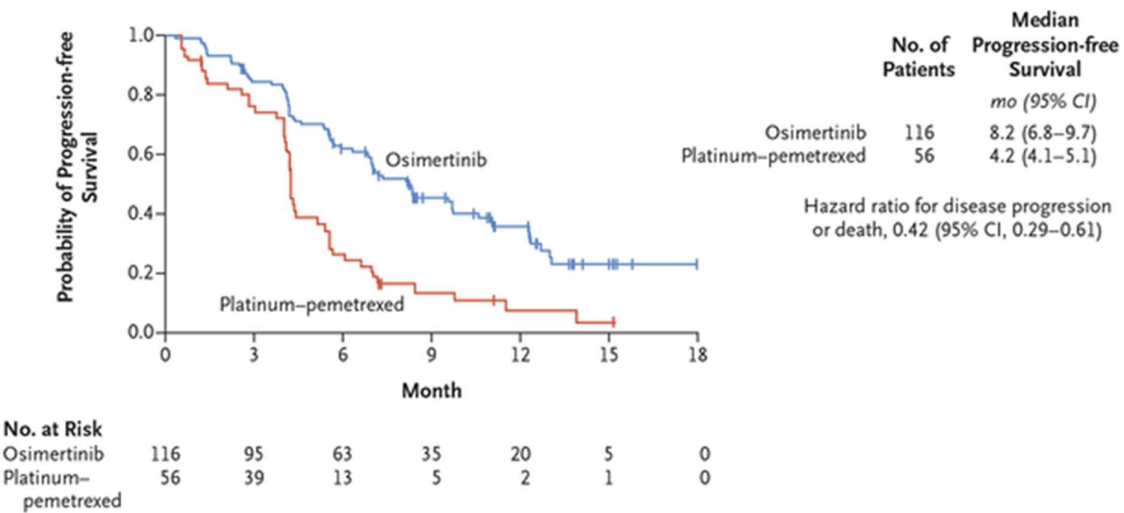 Probability of Progression-free
Survival
1.0
0.8
0.6
0.4
0.2
0.0
Osimertinib
Platinum–pemetrexed
0 3 6 9 12 15 18
Month
Median
No. of Progression-free
Patients Survival
mo (95% CI)
Osimertinib 116 8.2 (6.8–9.7)
Platinum–pemetrexed 56 4.2 (4.1–5.1)
Hazard ratio for disease progression
or death, 0.42 (95% CI, 0.29–0.61)
No. at Risk
Osimertinib 116 95 63 35 20 5 0
Platinum– 56 39 13 5 2 1 0
pemetrexed